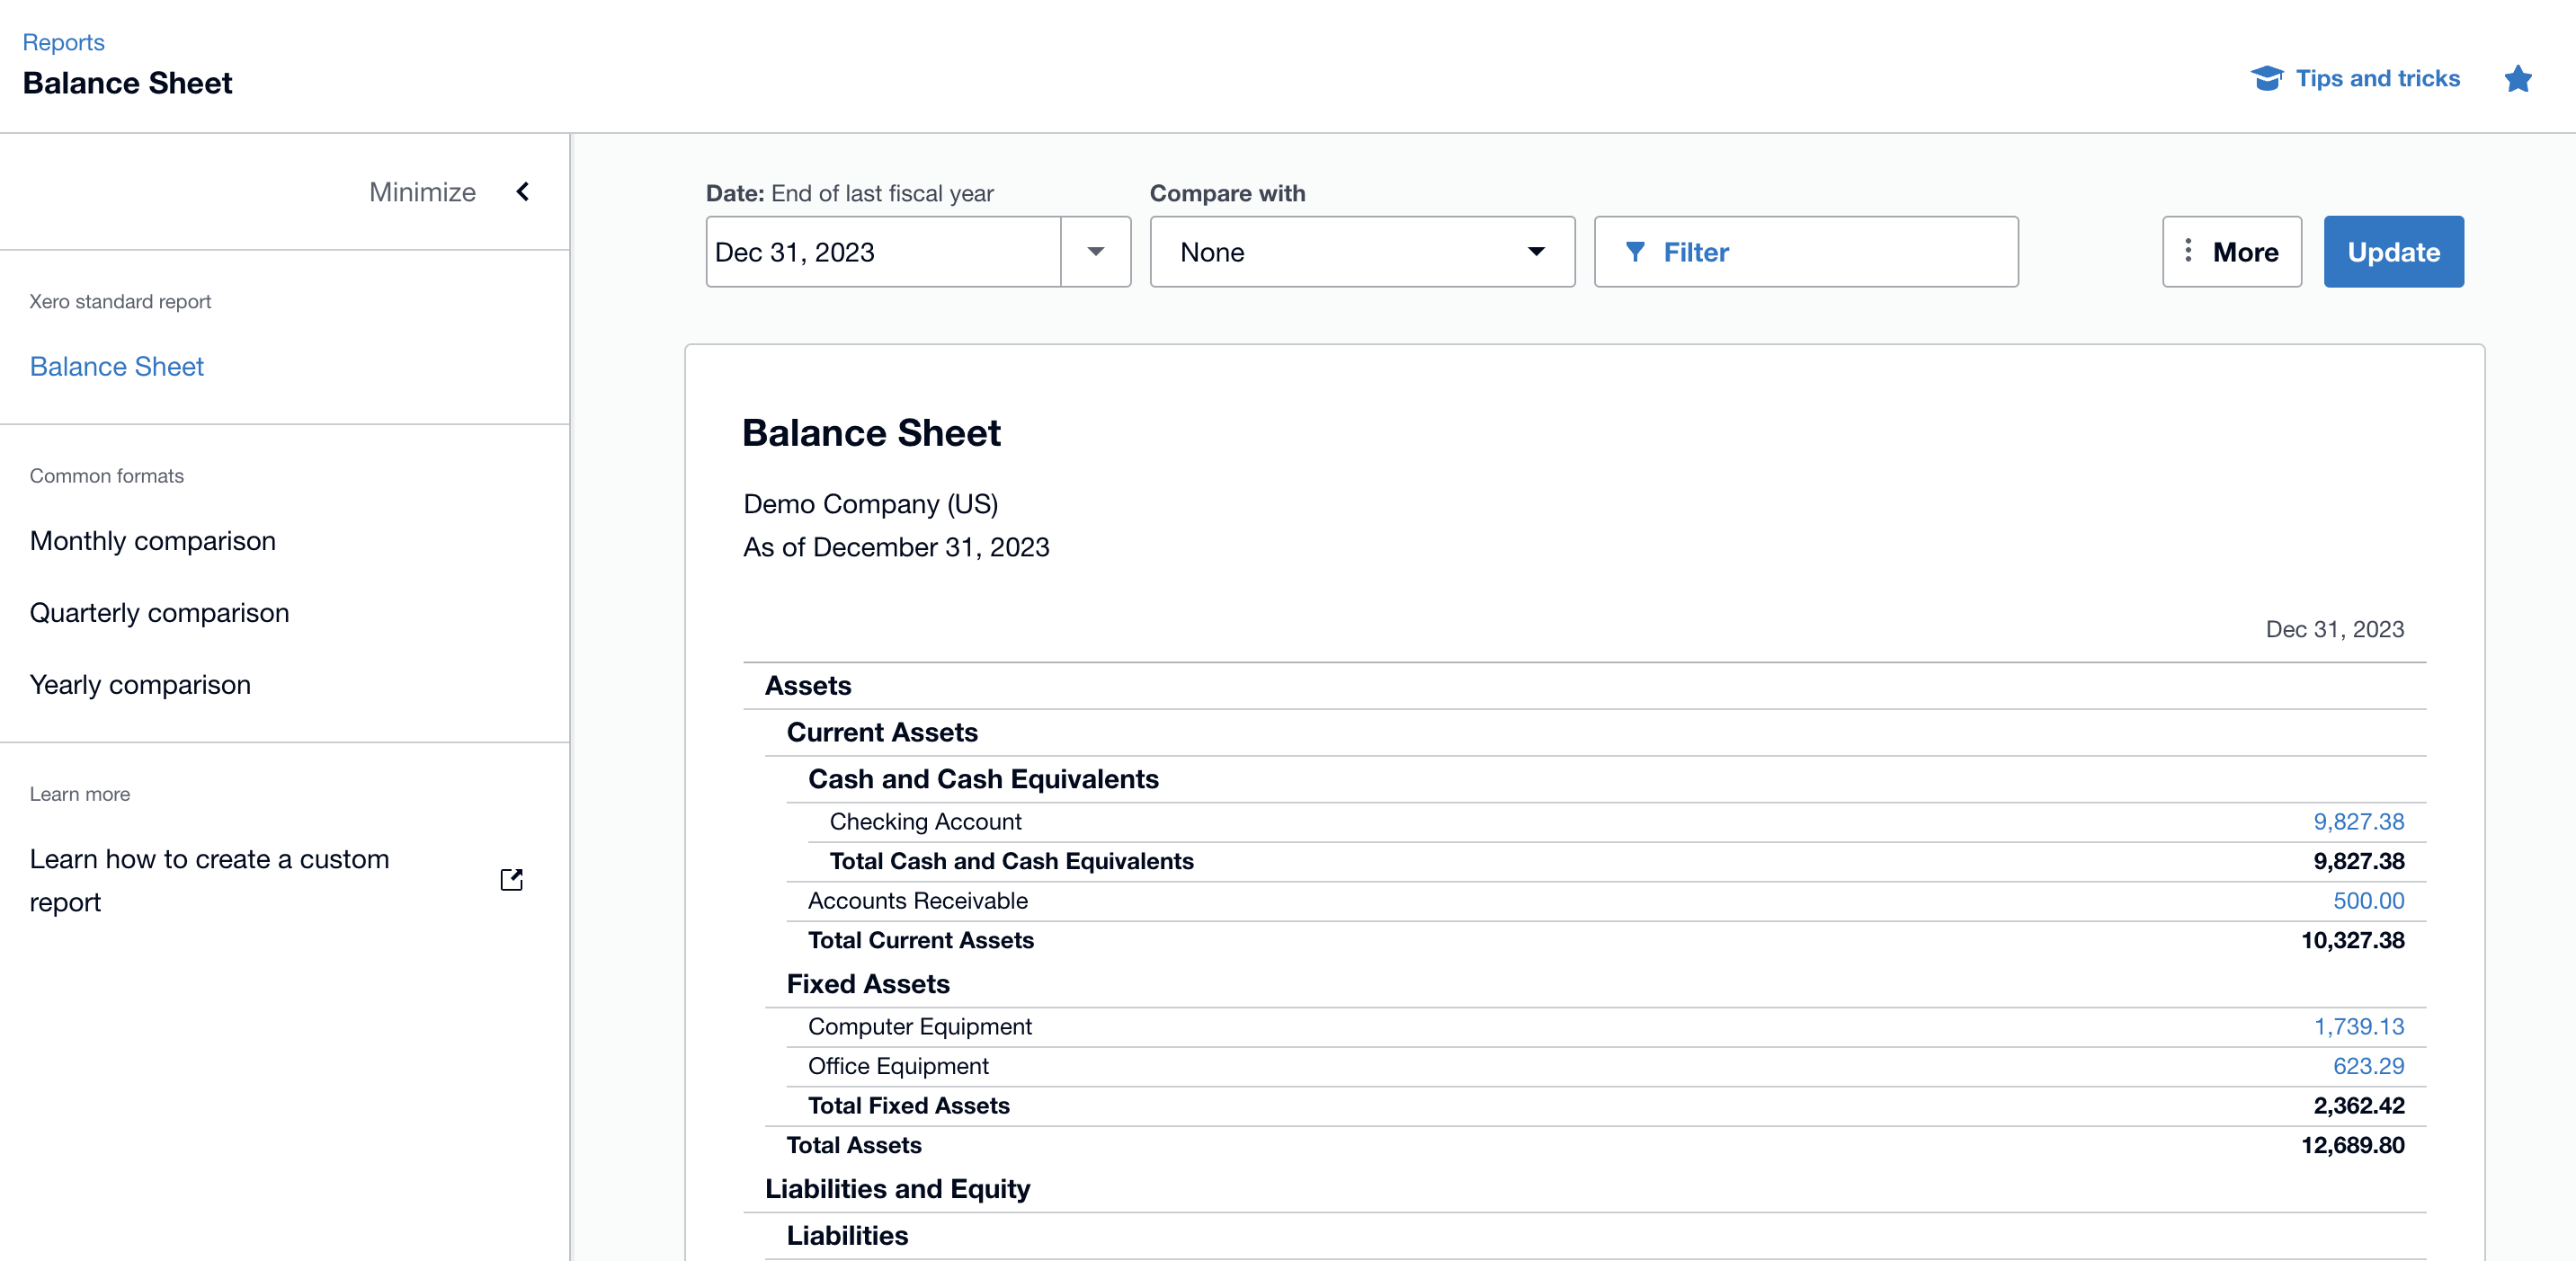 Reports
Balance Sheet
Tips and tricks
Minimize
Xero standard report
Balance Sheet
Common formats
Monthly comparison
Quarterly comparison
Yearly comparison
Learn more
Learn how to create a custom
report
Date: End of last fiscal year
Compare with
Dec 31, 2023
None
Filter
More
Update
Balance Sheet
Demo Company (US)
As of December 31, 2023
Dec 31, 2023
Assets
Current Assets
Cash and Cash Equivalents
Checking Account 9,827.38
Total Cash and Cash Equivalents 9,827.38
Accounts Receivable 500.00
Total Current Assets 10,327.38
Fixed Assets
Computer Equipment 1,739.13
Office Equipment 623.29
Total Fixed Assets 2,362.42
Total Assets 12,689.80
Liabilities and Equity
Liabilities